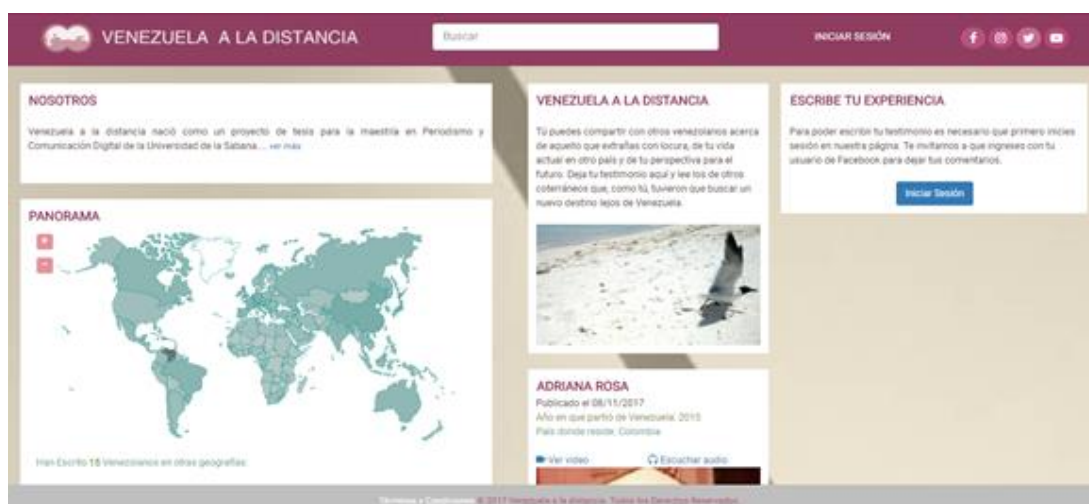 VENEZUELA A LA DISTANCIA
Buscar
INICIAR SESIÓN
NOSOTROS
Venezuela a la distancia nació como un proyecto de tesis para la maestría en Periodismo y
Comunicación Digital de la Universidad de la Sabana.... ver más
PANORAMA
+
−
Han Escrito 15 Venezolanos en otras geografías.
VENEZUELA A LA DISTANCIA
Tú puedes compartir con otros venezolanos acerca
de aquello que extrañas con locura, de tu vida
actual en otro país y de tu perspectiva para el
futuro. Deja tu testimonio aquí y lee los de otros
coterráneos que, como tú, tuvieron que buscar un
nuevo destino lejos de Venezuela.
ADRIANA ROSA
Publicado el 08/11/2017
Año en que partió de Venezuela: 2015
País donde reside: Colombia
Ver video
Escuchar audio
ESCRIBE TU EXPERIENCIA
Para poder escribir tu testimonio es necesario que primero inicies
sesión en nuestra página. Te invitamos a que ingreses con tu
usuario de Facebook para dejar tus comentarios.
Iniciar Sesión
Términos y Condiciones © 2017 Venezuela a la distancia. Todos los Derechos Reservados.